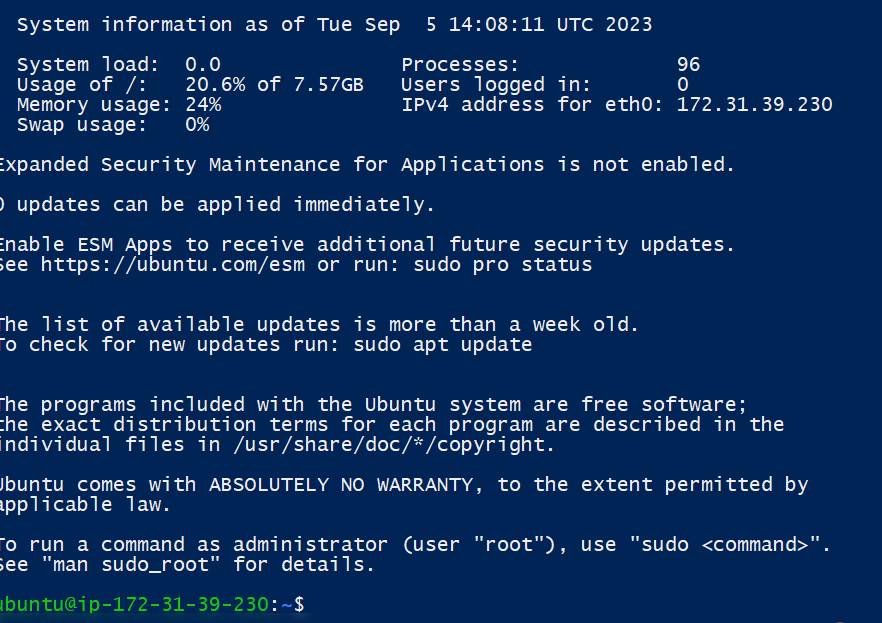 System information as of Tue Sep  5 14:08:11 UTC 2023
System load:  0.0               Processes:             96
Usage of /:   20.6% of 7.57GB   Users logged in:       0
Memory usage: 24%               IPv4 address for eth0: 172.31.39.230
Swap usage:   0%
Expanded Security Maintenance for Applications is not enabled.
0 updates can be applied immediately.
Enable ESM Apps to receive additional future security updates.
See https://ubuntu.com/esm or run: sudo pro status
The list of available updates is more than a week old.
To check for new updates run: sudo apt update
The programs included with the Ubuntu system are free software;
the exact distribution terms for each program are described in the
individual files in /usr/share/doc/*/copyright.
Ubuntu comes with ABSOLUTELY NO WARRANTY, to the extent permitted by
applicable law.
To run a command as administrator (user "root"), use "sudo <command>".
See "man sudo_root" for details.
ubuntu@ip-172-31-39-230:~$